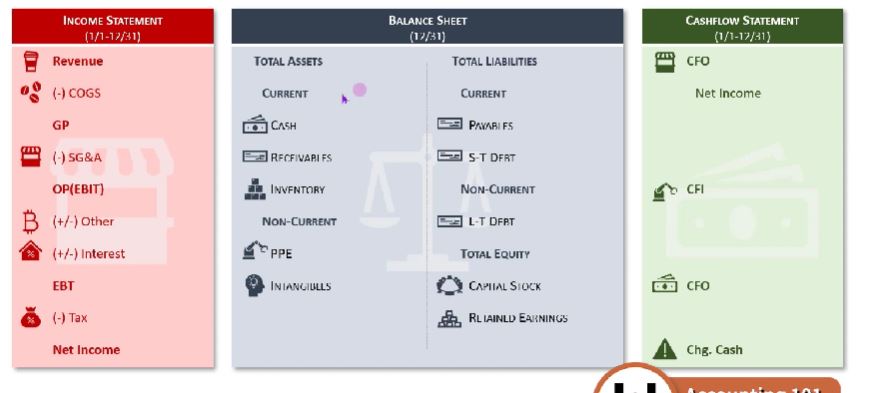 INCOME STATEMENT
(1/1-12/31)
Revenue
(-) COGS
GP
(-) SG&A
OP(EBIT)
(+/-) Other
(+/-) Interest
EBT
(-) Tax
Net Income
BALANCE SHEET
(12/31)
TOTAL ASSETS
CURRENT
CASH
RECEIVABLES
INVENTORY
NON-CURRENT
PPE
INTANGIBLES
TOTAL LIABILITIES
CURRENT
PAYABLES
S-T DEBT
NON-CURRENT
L-T DEBT
TOTAL EQUITY
CAPITAL STOCK
RETAINED EARNINGS
CASHFLOW STATEMENT
(1/1-12/31)
CFO
Net Income
CFI
CFO
Chg. Cash
Accounting 101